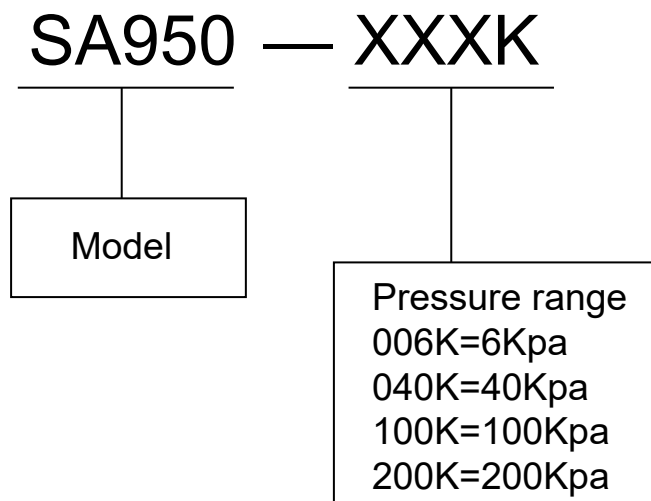 SA950 — XXXK
Model
Pressure range
006K=6Kpa
040K=40Kpa
100K=100Kpa
200K=200Kpa